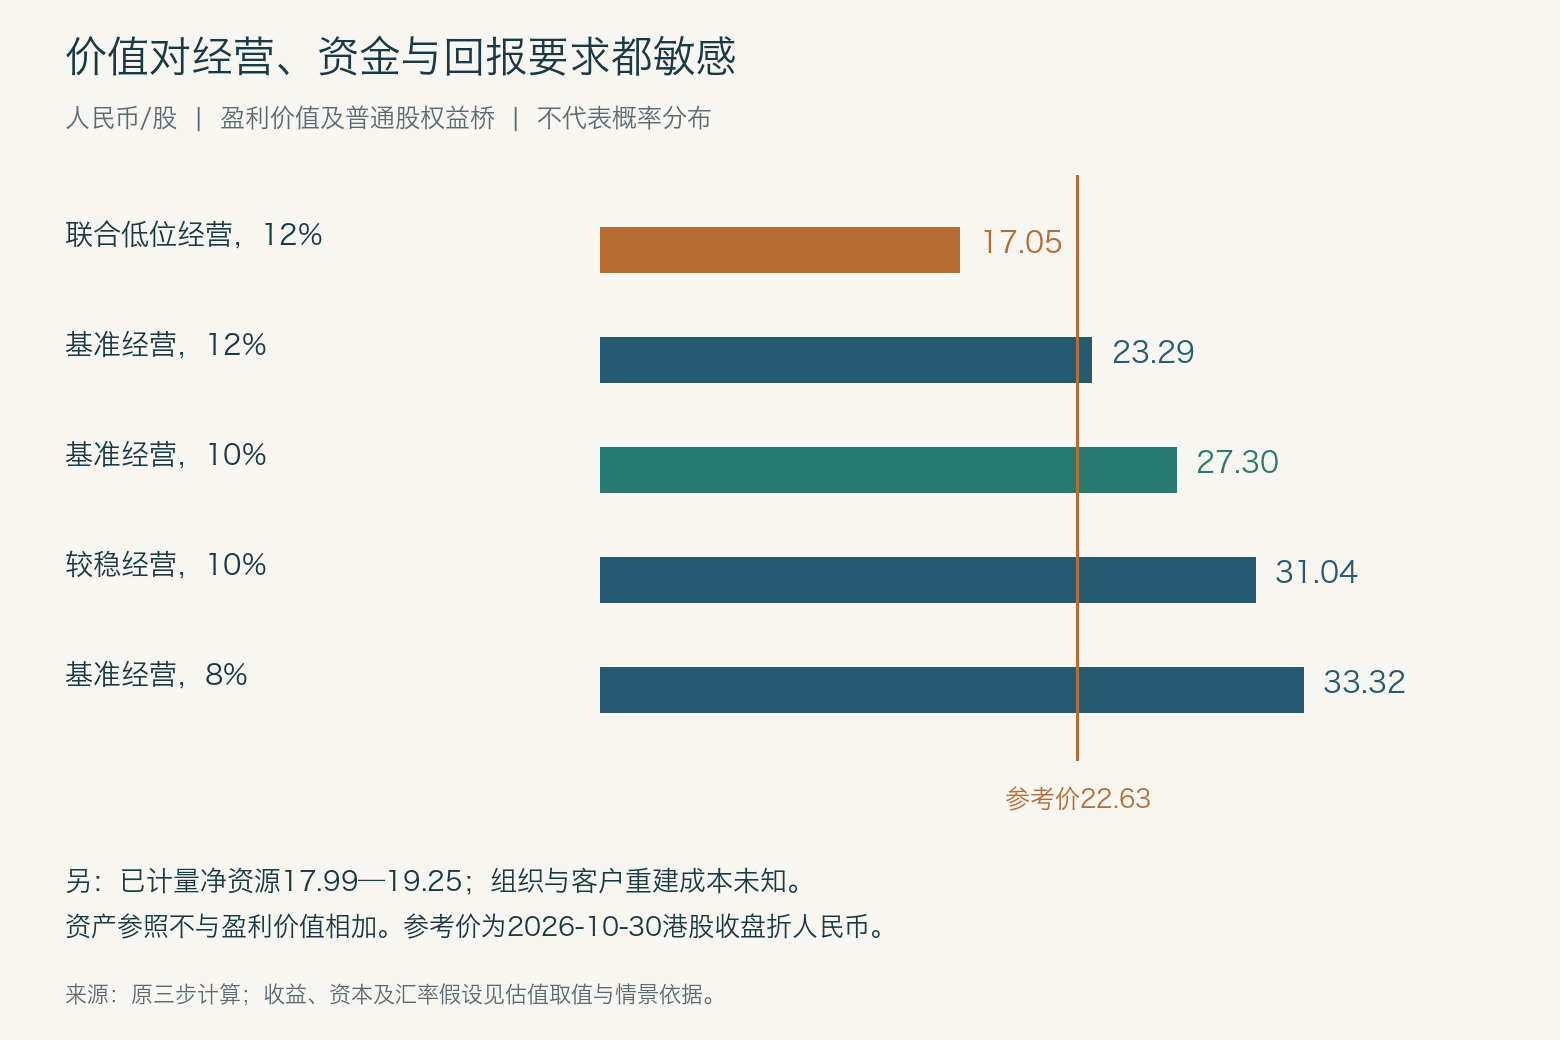 价值对经营、资金与回报要求都敏感
人民币/股 | 盈利价值及普通股权益桥 | 不代表概率分布
联合低位经营，12%
17.05
基准经营，12%
23.29
基准经营，10%
27.30
较稳经营，10%
31.04
基准经营，8%
33.32
参考价22.63
另：已计量净资源17.99—19.25；组织与客户重建成本未知。
资产参照不与盈利价值相加。参考价为2026-10-30港股收盘折人民币。
来源：原三步计算；收益、资本及汇率假设见估值取值与情景依据。